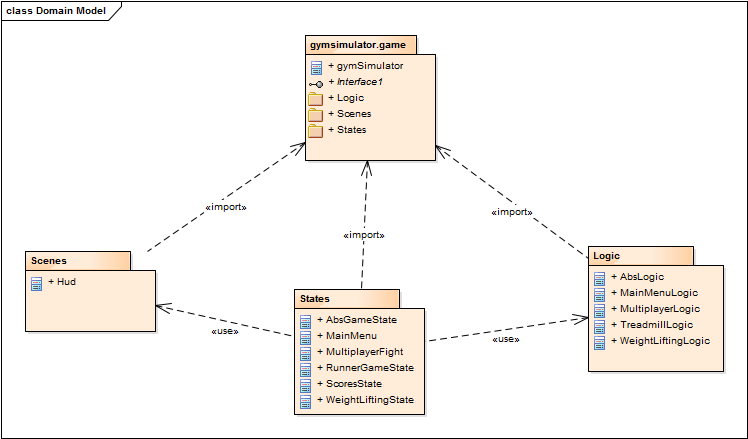 class Domain Model
gymsimulator.game
+ gymSimulator
+ Interface1
+ Logic
+ Scenes
+ States
«import»
«import»
«import»
Scenes
+ Hud
States
+ AbsGameState
+ MainMenu
+ MultiplayerFight
+ RunnerGameState
+ ScoresState
+ WeightLiftingState
Logic
+ AbsLogic
+ MainMenuLogic
+ MultiplayerLogic
+ TreadmillLogic
+ WeightLiftingLogic
«use»
«use»